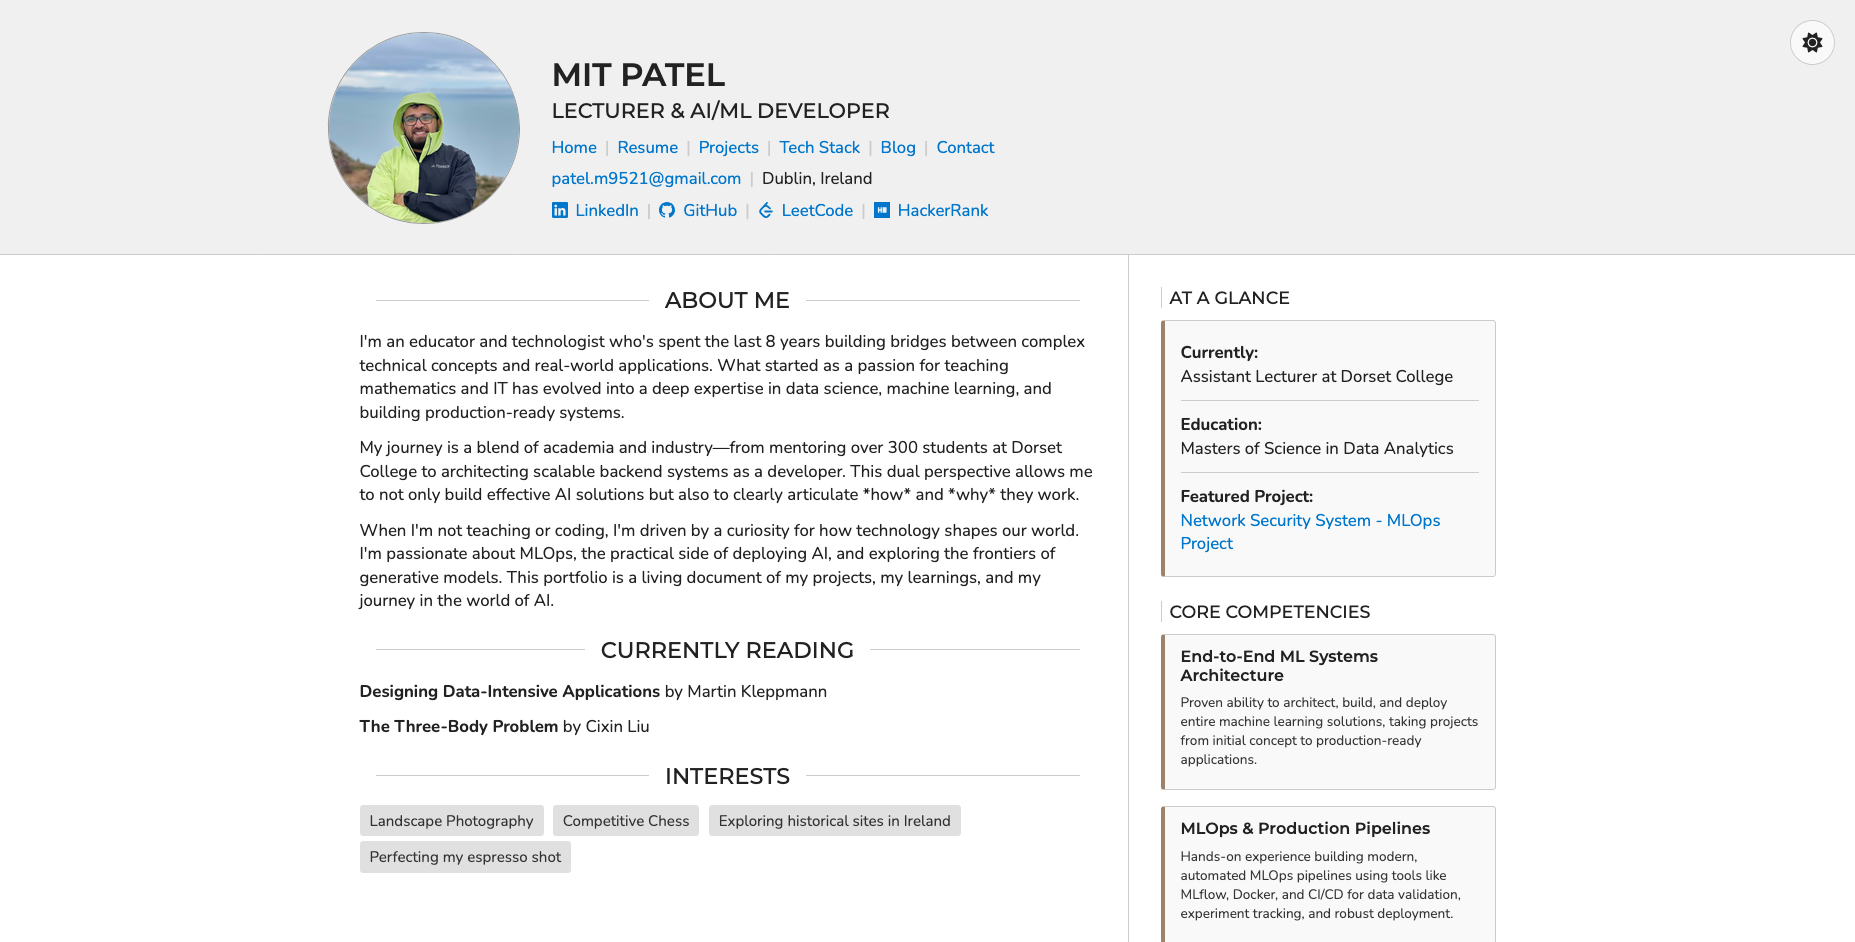 MIT PATEL
LECTURER & AI/ML DEVELOPER
Home | Resume | Projects | Tech Stack | Blog | Contact
patel.m9521@gmail.com | Dublin, Ireland
LinkedIn | GitHub | LeetCode | HackerRank
ABOUT ME
I'm an educator and technologist who's spent the last 8 years building bridges between complex
technical concepts and real-world applications. What started as a passion for teaching
mathematics and IT has evolved into a deep expertise in data science, machine learning, and
building production-ready systems.
My journey is a blend of academia and industry—from mentoring over 300 students at Dorset
College to architecting scalable backend systems as a developer. This dual perspective allows me
to not only build effective AI solutions but also to clearly articulate *how* and *why* they work.
When I'm not teaching or coding, I'm driven by a curiosity for how technology shapes our world.
I'm passionate about MLOps, the practical side of deploying AI, and exploring the frontiers of
generative models. This portfolio is a living document of my projects, my learnings, and my
journey in the world of AI.
CURRENTLY READING
Designing Data-Intensive Applications by Martin Kleppmann
The Three-Body Problem by Cixin Liu
INTERESTS
Landscape Photography
Competitive Chess
Exploring historical sites in Ireland
Perfecting my espresso shot
AT A GLANCE
Currently:
Assistant Lecturer at Dorset College
Education:
Masters of Science in Data Analytics
Featured Project:
Network Security System - MLOps
Project
CORE COMPETENCIES
End-to-End ML Systems
Architecture
Proven ability to architect, build, and deploy
entire machine learning solutions, taking projects
from initial concept to production-ready
applications.
MLOps & Production Pipelines
Hands-on experience building modern,
automated MLOps pipelines using tools like
MLflow, Docker, and CI/CD for data validation,
experiment tracking, and robust deployment.